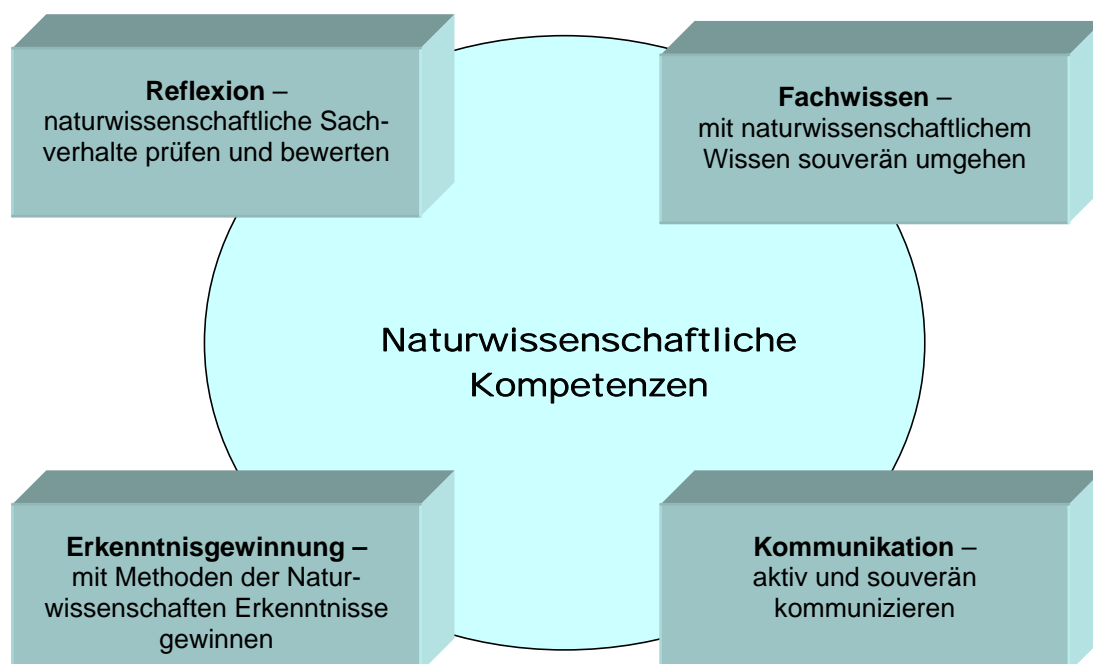 Reflexion –
naturwissenschaftliche Sach-
verhalte prüfen und bewerten
Fachwissen –
mit naturwissenschaftlichem
Wissen souverän umgehen
Naturwissenschaftliche
Kompetenzen
Erkenntnisgewinnung –
mit Methoden der Natur-
wissenschaften Erkenntnisse
gewinnen
Kommunikation –
aktiv und souverän
kommunizieren